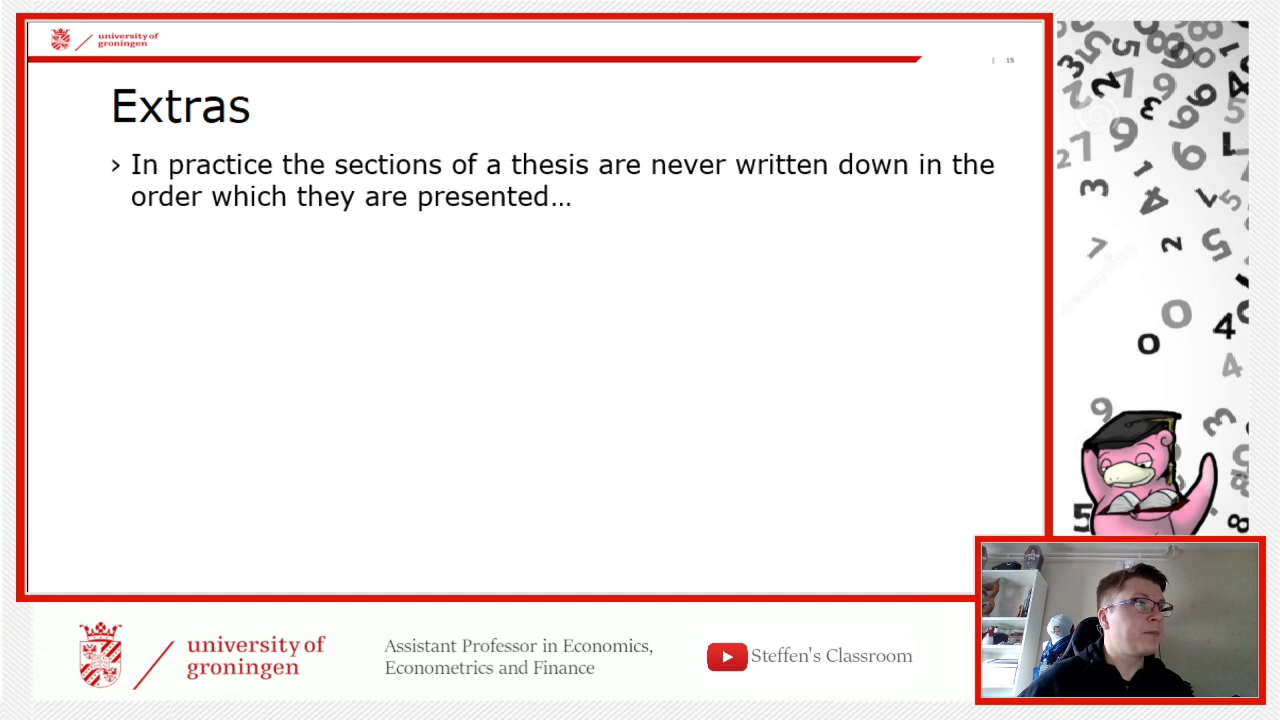 university of
groningen
| 15
Extras
› In practice the sections of a thesis are never written down in the
order which they are presented…
university of
groningen
Assistant Professor in Economics,
Econometrics and Finance
Steffen's Classroom